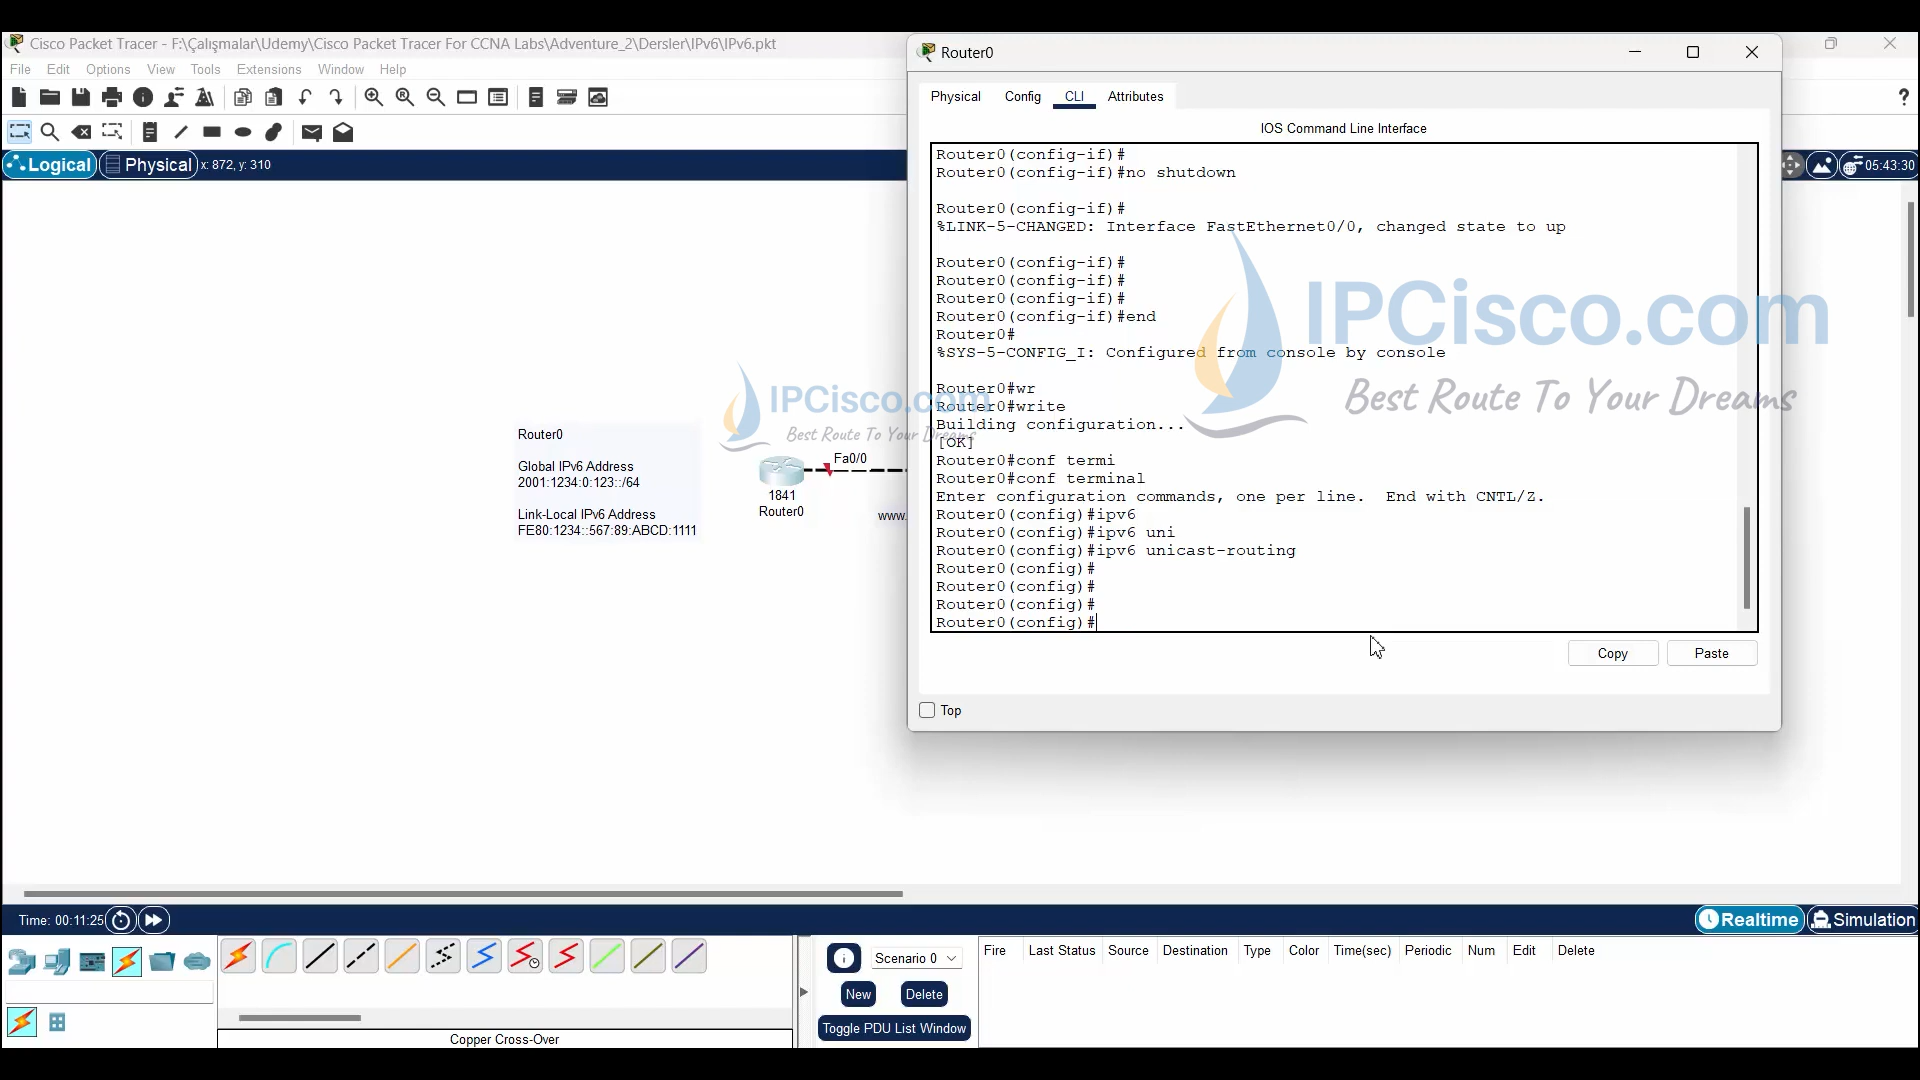 Cisco Packet Tracer - F:\Çalışmalar\Udemy\Cisco Packet Tracer For CCNA Labs\Adventure_2\Dersler\IPv6\IPv6.pkt
File Edit Options View Tools Extensions Window Help
Logical Physical x: 872, y: 310
05:43:30
?
Router0
Physical Config CLI Attributes
IOS Command Line Interface
Router0(config-if)#
Router0(config-if)#no shutdown
Router0(config-if)#
%LINK-5-CHANGED: Interface FastEthernet0/0, changed state to up
Router0(config-if)#
Router0(config-if)#
Router0(config-if)#
Router0(config-if)#end
Router0#
%SYS-5-CONFIG_I: Configured from console by console
Router0#wr
Router0#write
Building configuration...
[OK]
Router0#conf termi
Router0#conf terminal
Enter configuration commands, one per line.  End with CNTL/Z.
Router0(config)#ipv6
Router0(config)#ipv6 uni
Router0(config)#ipv6 unicast-routing
Router0(config)#
Router0(config)#
Router0(config)#
Router0(config)#
Copy Paste
Top
IPCisco.com
Best Route To Your Dreams
IPCisco.com
Best Route To Your Dreams
Router0
Global IPv6 Address
2001:1234:0:123::/64
Link-Local IPv6 Address
FE80:1234::567:89:ABCD:1111
Fa0/0
1841
Router0
www.
Time: 00:11:25
Realtime Simulation
Scenario 0
New Delete
Toggle PDU List Window
Fire Last Status Source Destination Type Color Time(sec) Periodic Num Edit Delete
Copper Cross-Over